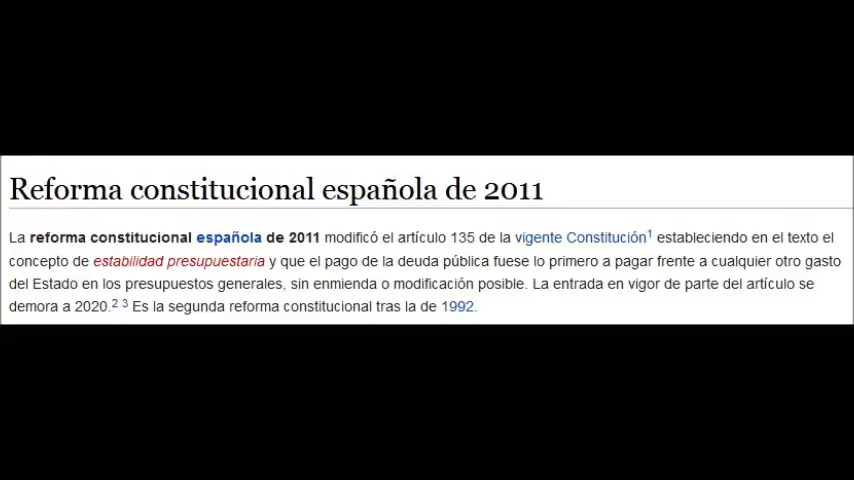 Reforma constitucional española de 2011
La reforma constitucional española de 2011 modificó el artículo 135 de la vigente Constitución1 estableciendo en el texto el
concepto de estabilidad presupuestaria y que el pago de la deuda pública fuese lo primero a pagar frente a cualquier otro gasto
del Estado en los presupuestos generales, sin enmienda o modificación posible. La entrada en vigor de parte del artículo se
demora a 2020.2 3 Es la segunda reforma constitucional tras la de 1992.